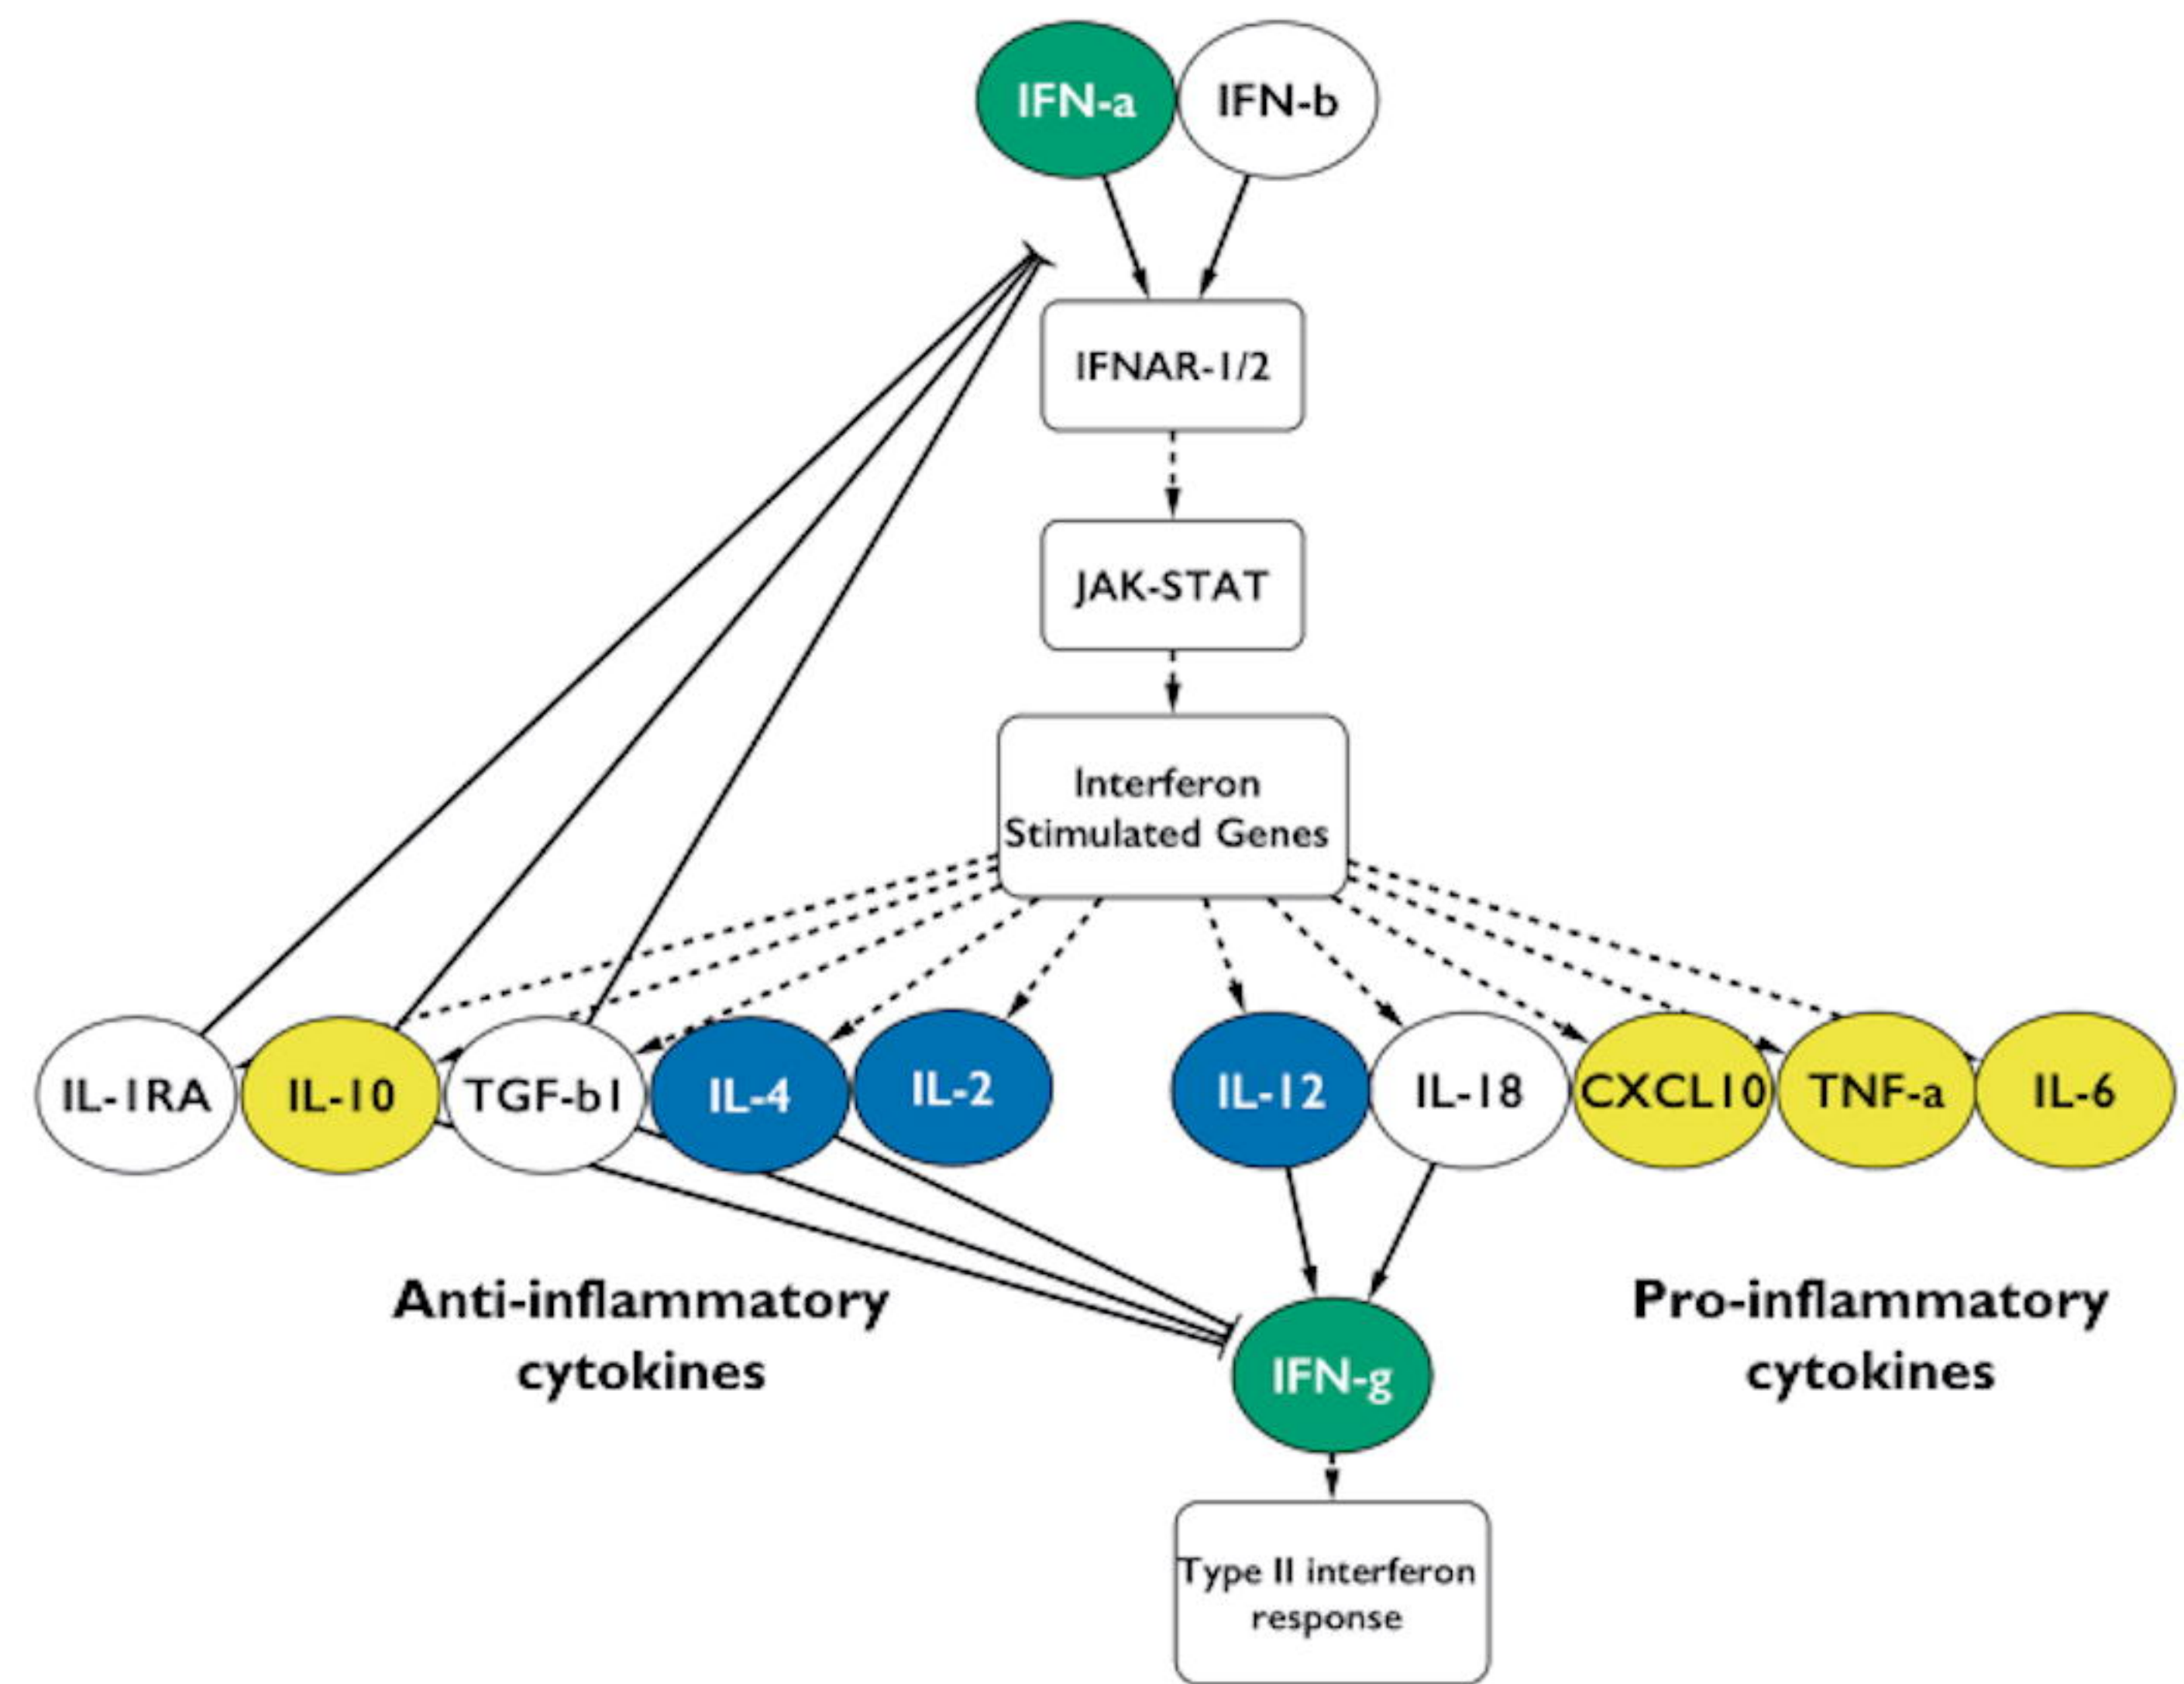 IFN-a
IFN-b
IFNAR-1/2
JAK-STAT
Interferon
Stimulated Genes
IL-1RA
IL-10
TGF-b1
IL-4
IL-2
IL-12
IL-18
CXCL10
TNF-a
IL-6
Anti-inflammatory
cytokines
Pro-inflammatory
cytokines
IFN-g
Type II interferon
response